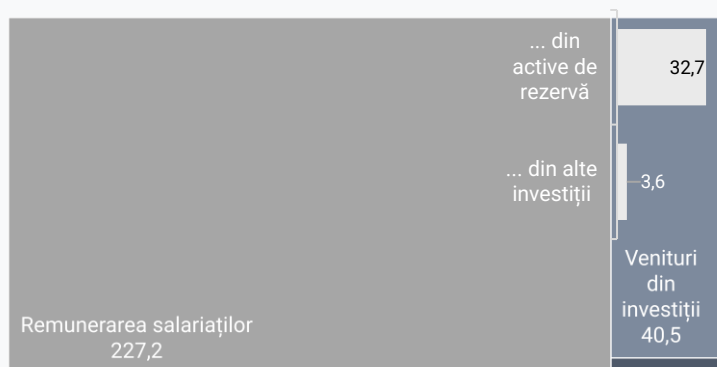 ... din
active de
rezervă
32,7
... din alte
investiții
3,6
Venituri
din
investiții
40,5
Remunerarea salariaților
227,2